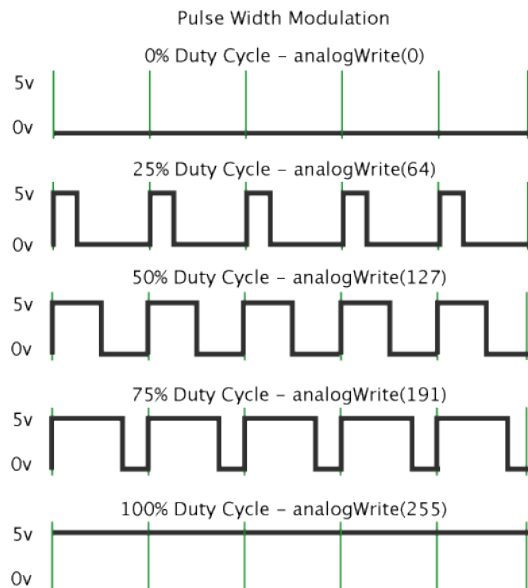 Pulse Width Modulation
0% Duty Cycle – analogWrite(0)
5v
0v
25% Duty Cycle – analogWrite(64)
5v
0v
50% Duty Cycle – analogWrite(127)
5v
0v
75% Duty Cycle – analogWrite(191)
5v
0v
100% Duty Cycle – analogWrite(255)
5v
0v